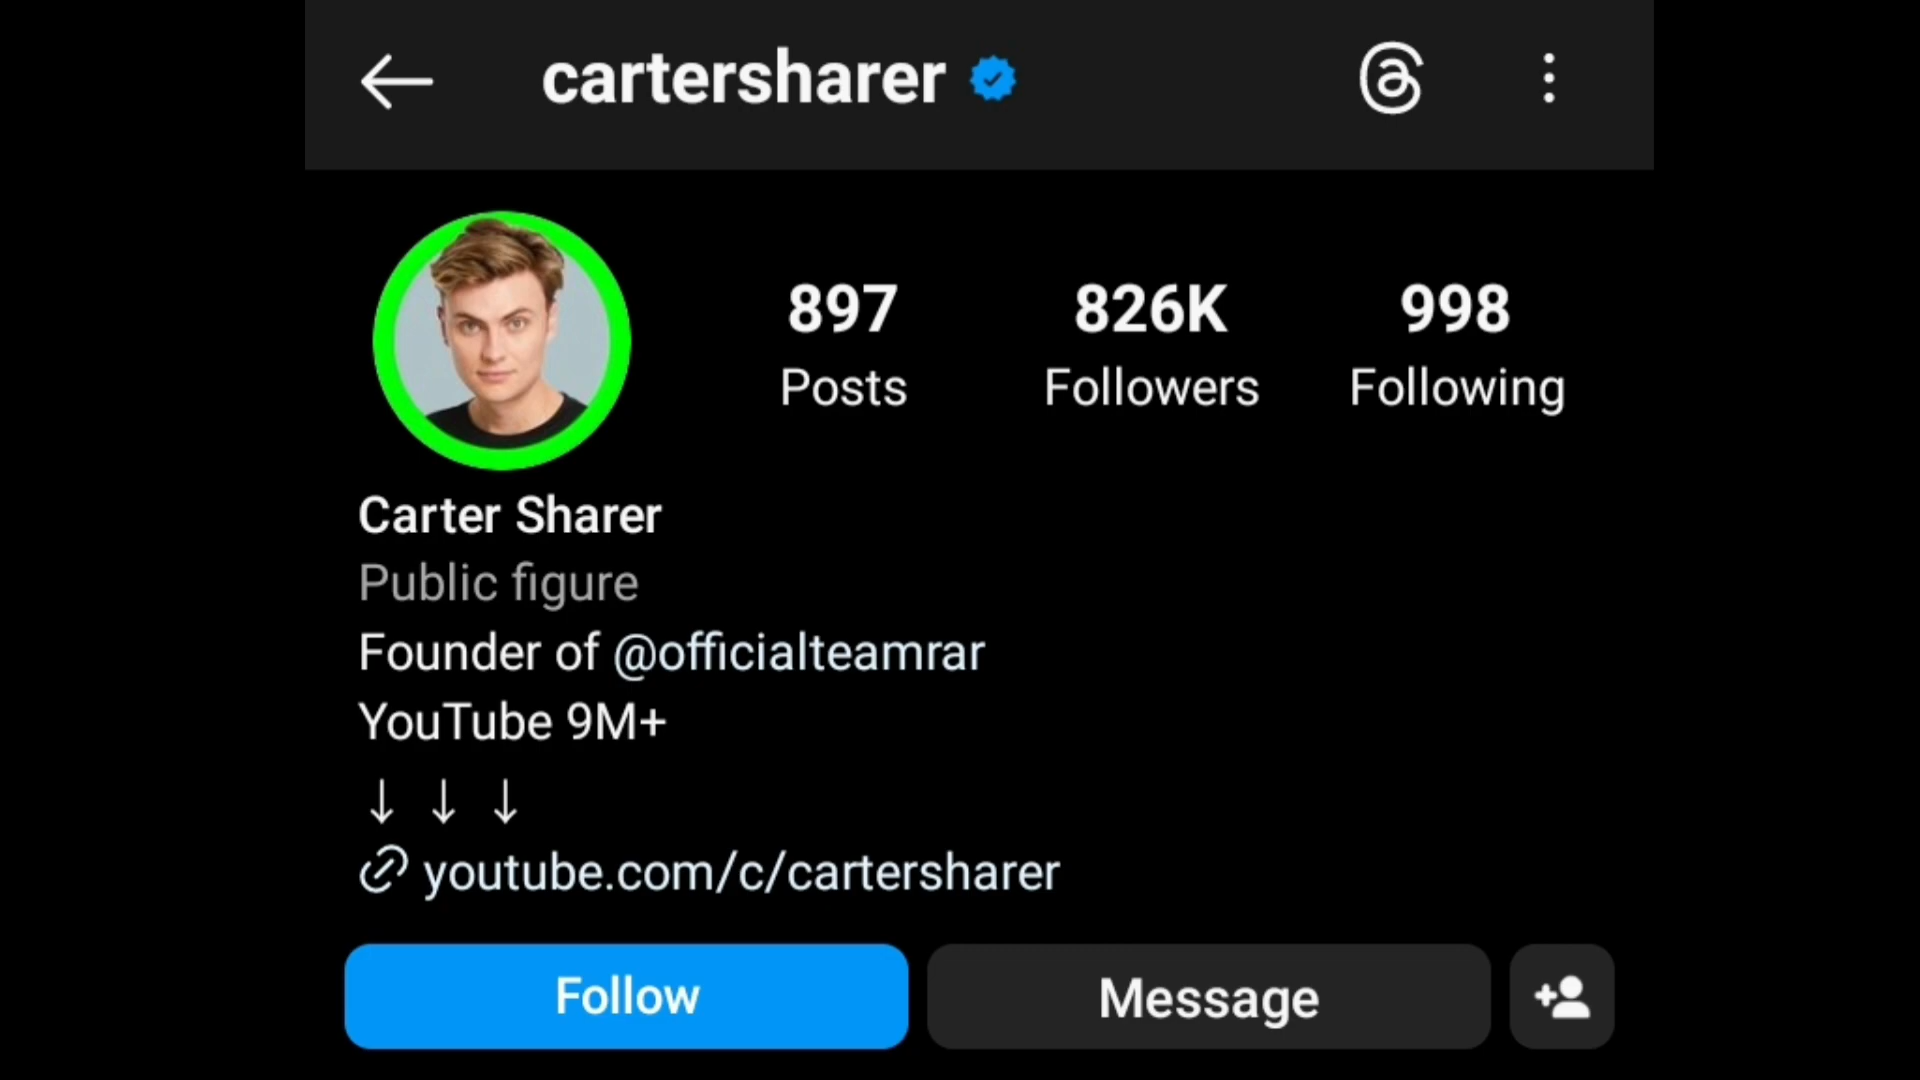 cartersharer
897 826K 998
Posts Followers Following
Carter Sharer
Public figure
Founder of @officialteamrar
YouTube 9M+
↓ ↓ ↓
youtube.com/c/cartersharer
Follow Message